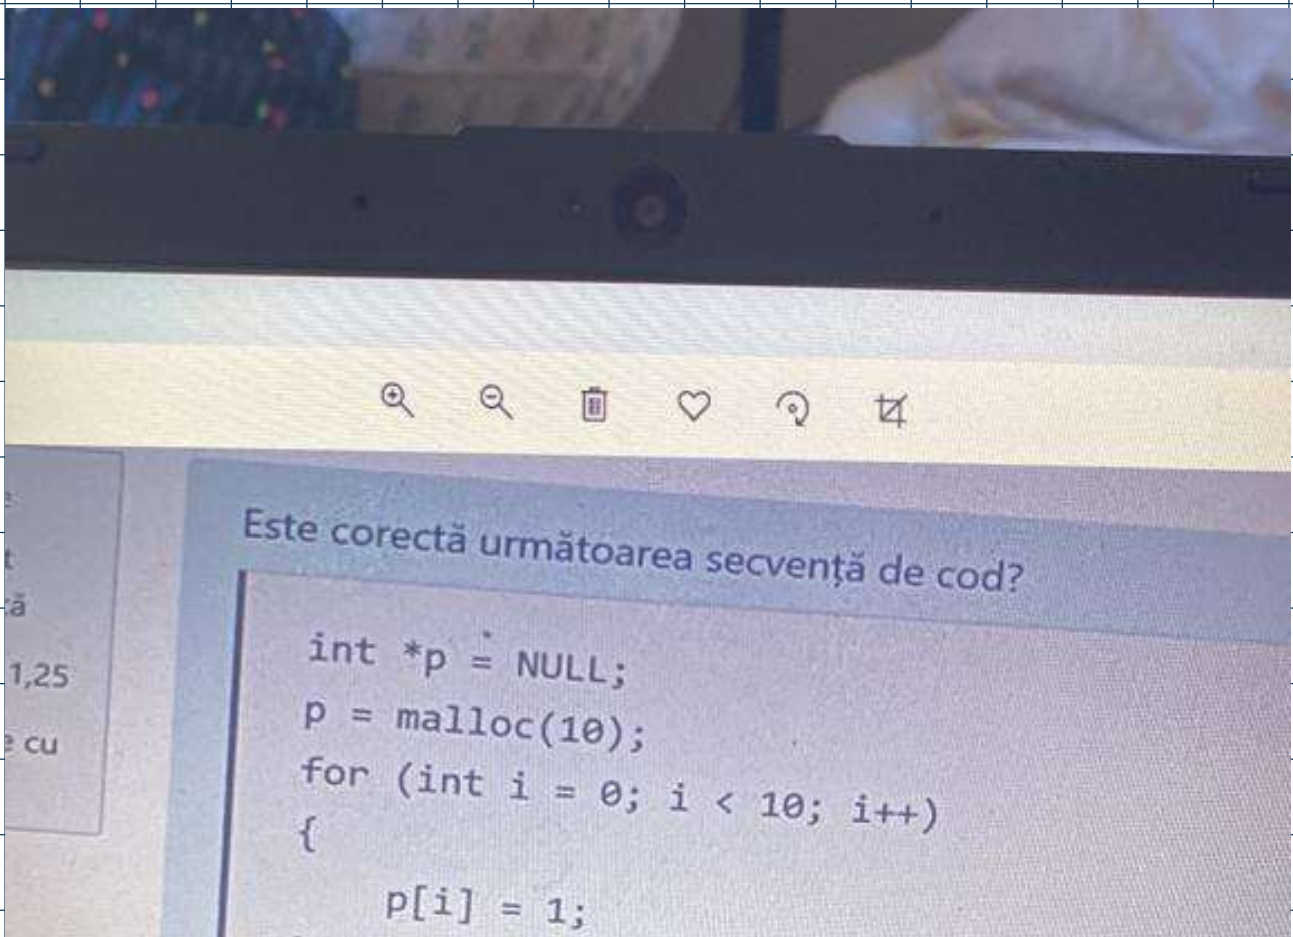 Este corectă următoarea secvență de cod?
int *p = NULL;
p = malloc(10);
for (int i = 0; i < 10; i++)
{
p[i] = 1;
1,25
cu